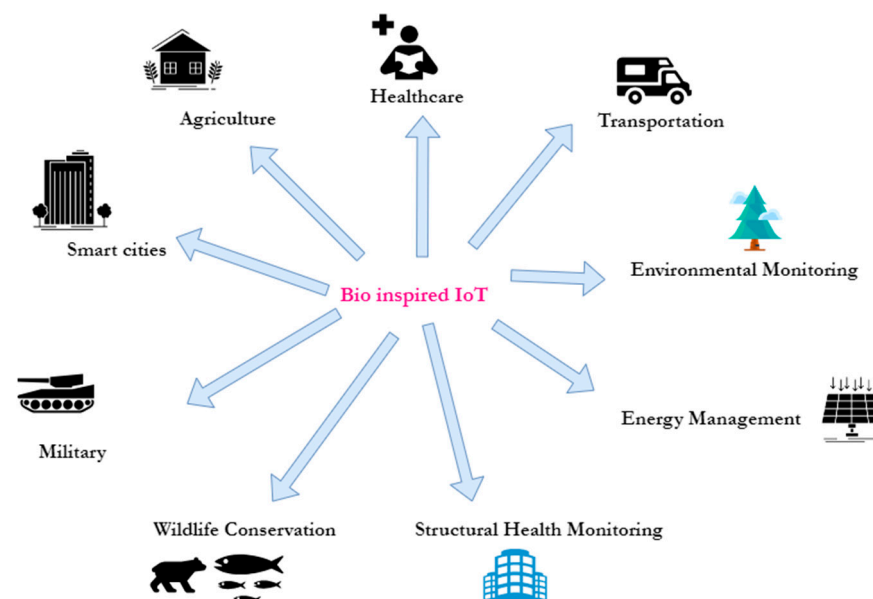 Healthcare
Agriculture
Transportation
Smart cities
Environmental Monitoring
Bio inspired IoT
Energy Management
Military
Wildlife Conservation
Structural Health Monitoring